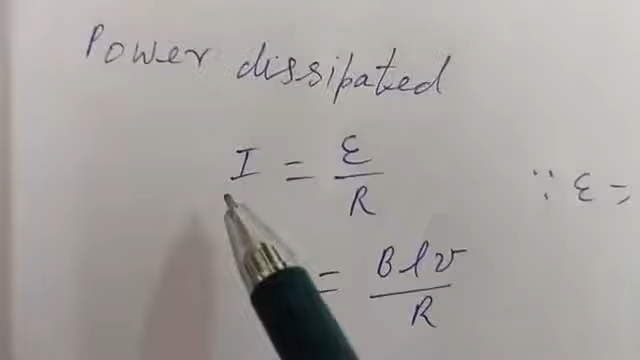 Power dissipated
I = ε/R
∵ ε =
= Blv/R